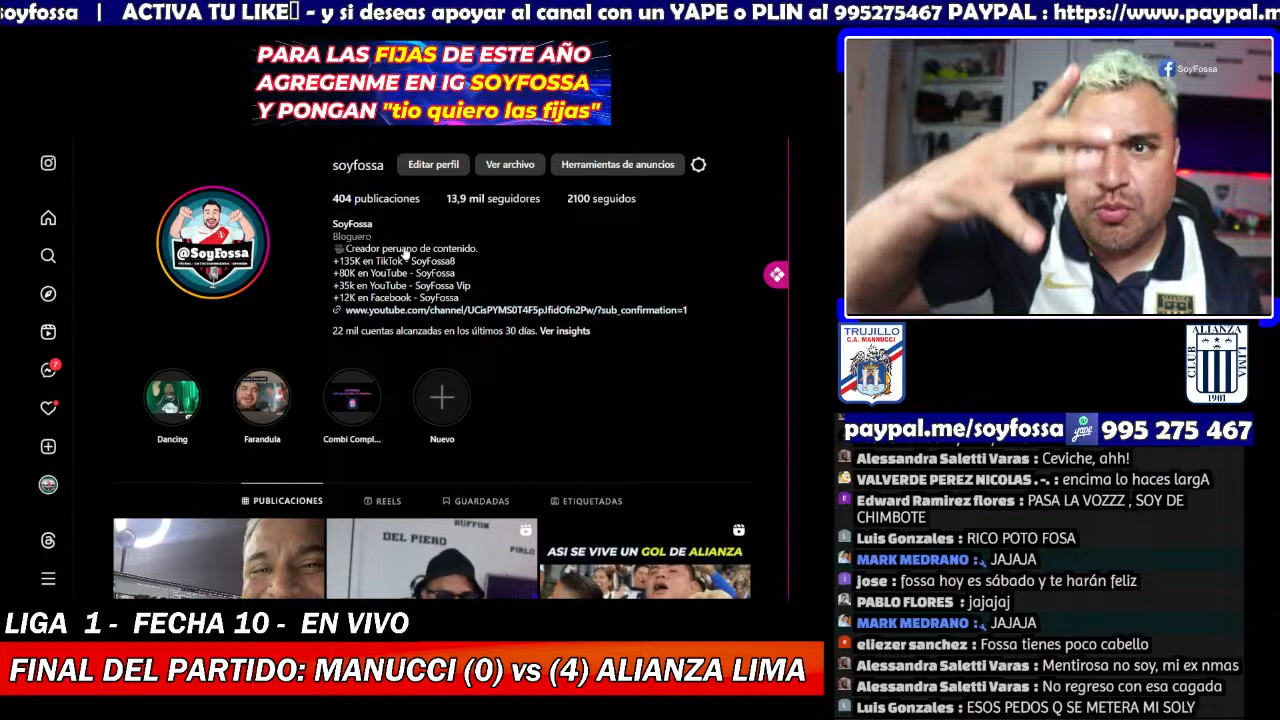 soyfossa | ACTIVA TU LIKE - y si deseas apoyar al canal con un YAPE o PLIN al 995275467 PAYPAL : https://www.paypal.m
PARA LAS FIJAS DE ESTE AÑO
AGREGENME EN IG SOYFOSSA
Y PONGAN "tio quiero las fijas"
SoyFossa
soyfossa
Editar perfil
Ver archivo
Herramientas de anuncios
404 publicaciones
13,9 mil seguidores
2100 seguidos
SoyFossa
Bloguero
Creador peruano de contenido.
+135K en TikTok - SoyFossa8
+80K en YouTube - SoyFossa
+35k en YouTube - SoyFossa Vip
+12K en Facebook - SoyFossa
www.youtube.com/channel/UCisPYMS0T4F5pJfidOfn2Pw/?sub_confirmation=1
22 mil cuentas alcanzadas en los últimos 30 días. Ver insights
@SoyFossa
7
Dancing
Farandula
Combi Compl...
Nuevo
PUBLICACIONES
REELS
GUARDADAS
ETIQUETADAS
BUFFON
DEL PIERO
PIRLO
ASI SE VIVE UN GOL DE ALIANZA
TRUJILLO
C.A. MANNUCCI
ALIANZA
CLUB
LIMA
1901
paypal.me/soyfossa
yape
995 275 467
Alessandra Saletti Varas : Ceviche, ahh!
VALVERDE PEREZ NICOLAS .-. : encima lo haces largA
Edward Ramirez flores : PASA LA VOZZZ , SOY DE
CHIMBOTE
Luis Gonzales : RICO POTO FOSA
MARK MEDRANO : JAJAJA
jose : fossa hoy es sábado y te harán feliz
PABLO FLORES : jajajaj
MARK MEDRANO : JAJAJA
eliezer sanchez : Fossa tienes poco cabello
Alessandra Saletti Varas : Mentirosa no soy, mi ex nmas
Alessandra Saletti Varas : No regreso con esa cagada
Luis Gonzales : ESOS PEDOS Q SE METERA MI SOLY
LIGA 1 - FECHA 10 - EN VIVO
FINAL DEL PARTIDO: MANUCCI (0) vs (4) ALIANZA LIMA